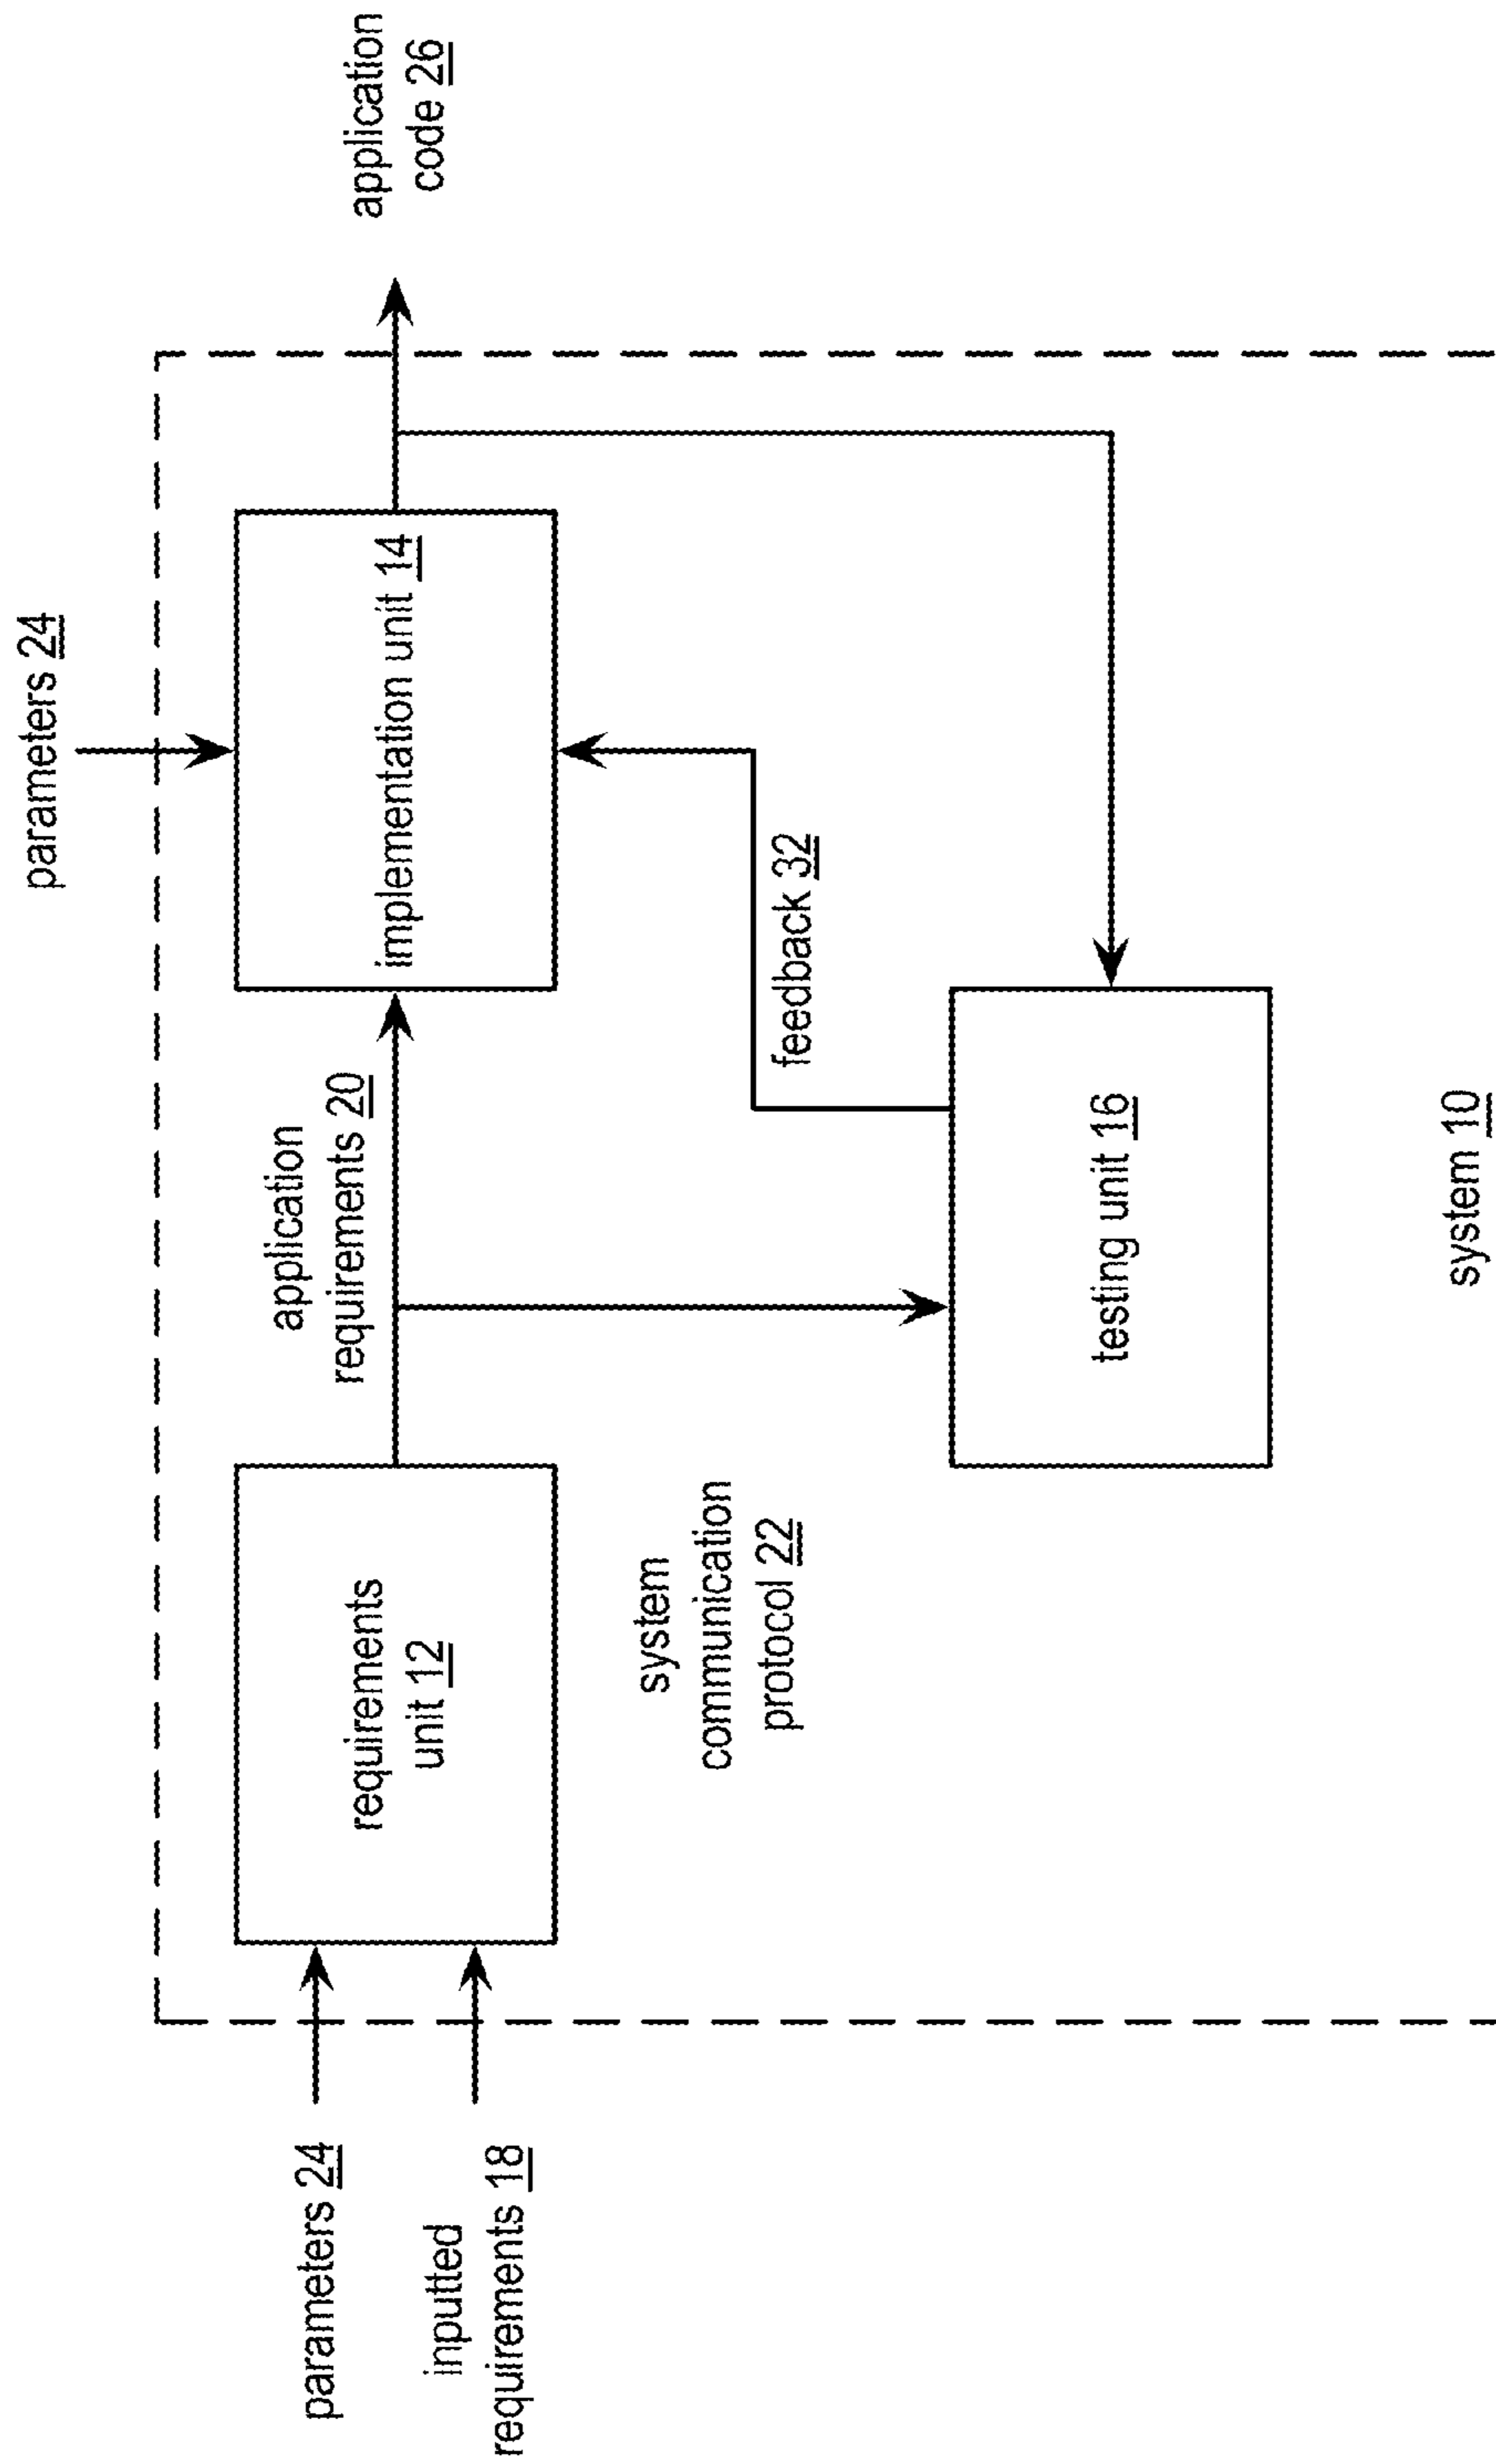 parameters 24
application
requirements 20
application
code 26
parameters 24
inputted
requirements 18
requirements
unit 12
implementation unit 14
system
communication
protocol 22
feedback 32
testing unit 16
system 10